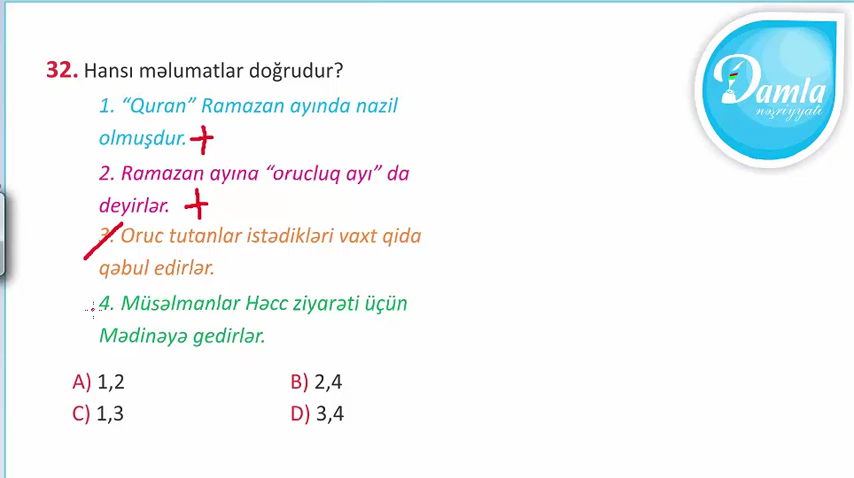 32. Hansı məlumatlar doğrudur?
1. “Quran” Ramazan ayında nazil
olmuşdur.
2. Ramazan ayına “orucluq ayı” da
deyirlər.
3. Oruc tutanlar istədikləri vaxt qida
qəbul edirlər.
4. Müsəlmanlar Həcc ziyarəti üçün
Mədinəyə gedirlər.
A) 1,2
B) 2,4
C) 1,3
D) 3,4
Damla
nəşriyyatı